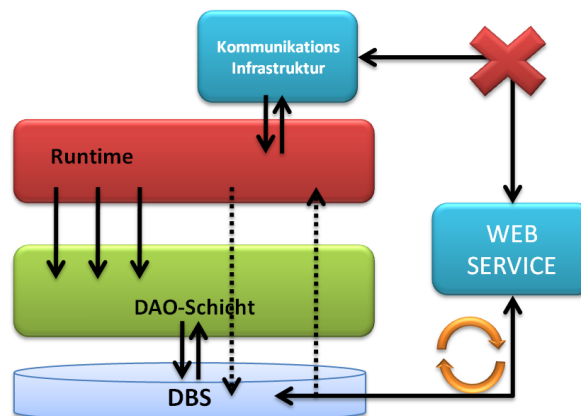 Kommunikations
Infrastruktur
Runtime
WEB
SERVICE
DAO-Schicht
DBS